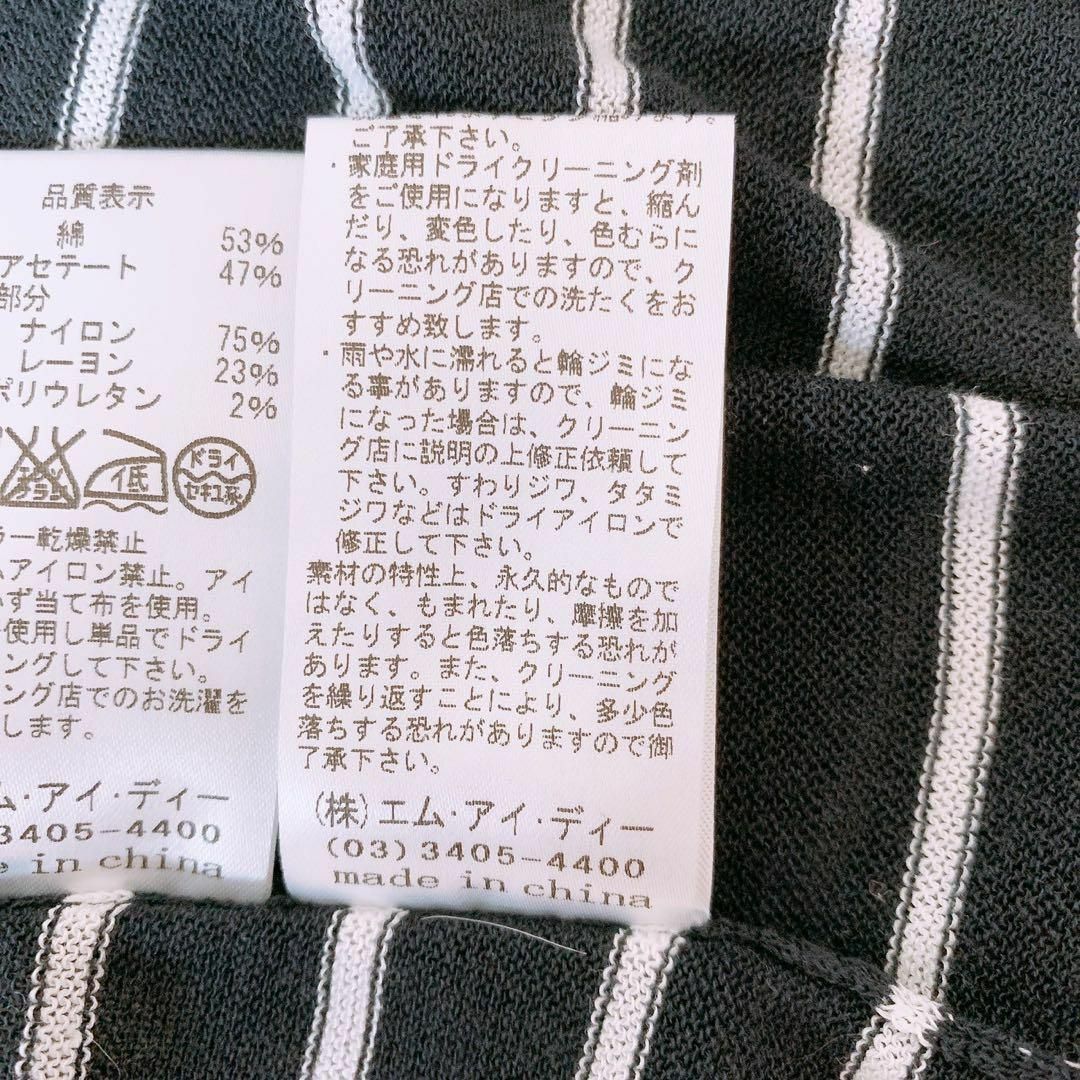 品質表示
綿 53%
アセテート 47%
部分
ナイロン 75%
レーヨン 23%
ポリウレタン 2%
低
ドライ
セキユ系
ラー乾燥禁止
ムアイロン禁止。アイ
ず当て布を使用。
使用し単品でドライ
ングして下さい。
ング店でのお洗濯を
します。
ム・アイ・ディー
3405-4400
e in china
ご了承下さい。
・家庭用ドライクリーニング剤
をご使用になりますと、縮ん
だり、変色したり、色むらに
なる恐れがありますので、ク
リーニング店での洗たくをお
すすめ致します。
・雨や水に濡れると輪ジミにな
る事がありますので、輪ジミ
になった場合は、クリーニン
グ店に説明の上修正依頼して
下さい。すわりジワ、タタミ
ジワなどはドライアイロンで
修正して下さい。
素材の特性上、永久的なもので
はなく、もまれたり、摩擦を加
えたりすると色落ちする恐れが
あります。また、クリーニング
を繰り返すことにより、多少色
落ちする恐れがありますので御
了承下さい。
(株)エム・アイ・ディー
(03)3405-4400
made in china